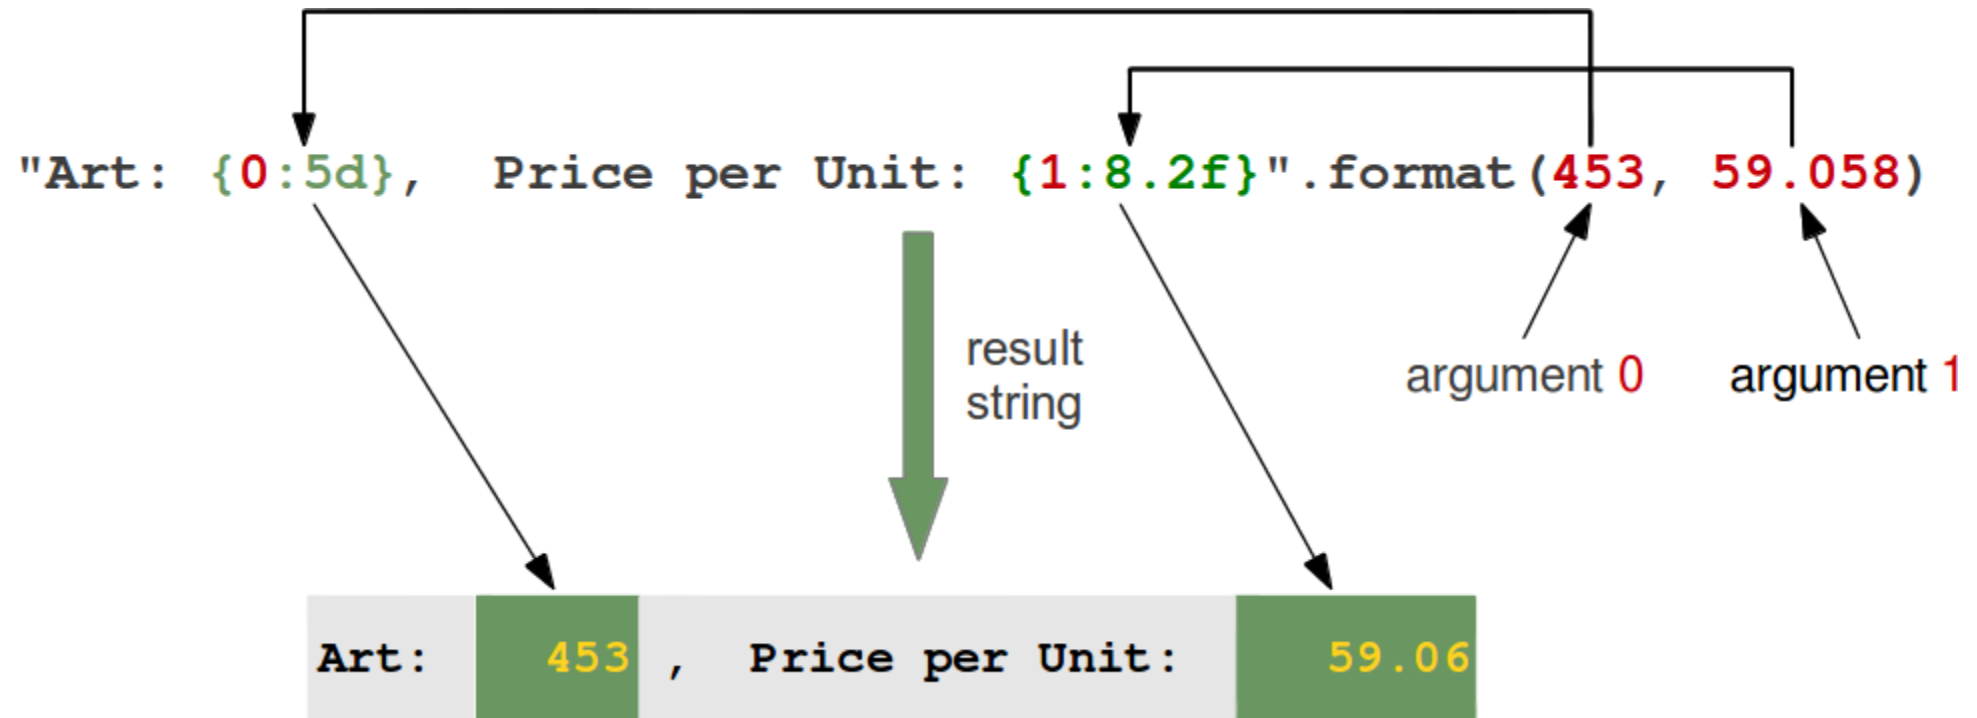 "Art: {0:5d},  Price per Unit: {1:8.2f}".format(453, 59.058)
result
string
argument 0 argument 1
Art:   453 ,  Price per Unit:    59.06